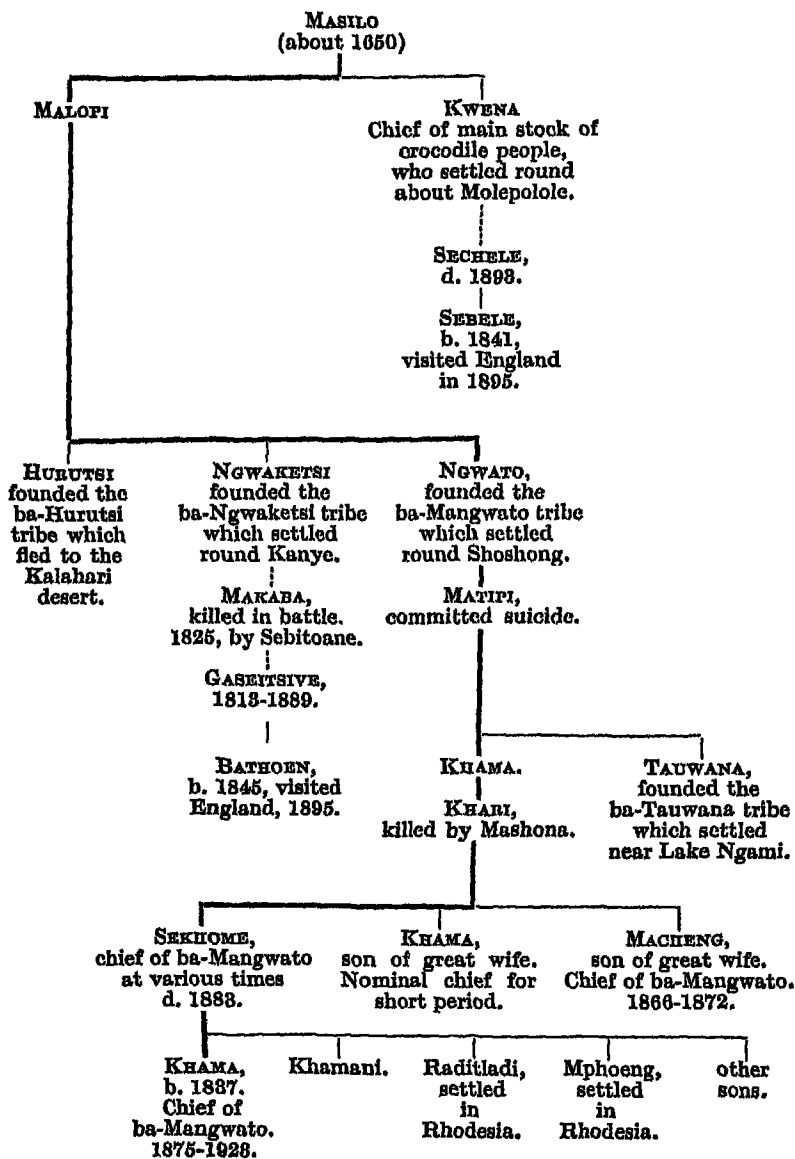 MASILO
(about 1650)
MALOPI
KWENA
Chief of main stock of
crocodile people,
who settled round
about Molepolole.
SECHELE,
d. 1893.
SEBELE,
b. 1841,
visited England
in 1895.
HURUTSI
founded the
ba-Hurutsi
tribe which
fled to the
Kalahari
desert.
NGWAKETSI
founded the
ba-Ngwaketsi tribe
which settled
round Kanye.
MAKABA,
killed in battle.
1825, by Sebitoane.
GASEITSIVE,
1813-1889.
BATHOEN,
b. 1845, visited
England, 1895.
NGWATO,
founded the
ba-Mangwato tribe
which settled
round Shoshong.
MATIPI,
committed suicide.
KHAMA.
KHARI,
killed by Mashona.
TAUWANA,
founded the
ba-Tauwana tribe
which settled
near Lake Ngami.
SEKHOME,
chief of ba-Mangwato
at various times
d. 1883.
KHAMA,
son of great wife.
Nominal chief for
short period.
MACHENG,
son of great wife.
Chief of ba-Mangwato.
1866-1872.
KHAMA,
b. 1837.
Chief of
ba-Mangwato.
1875-1923.
Khamani.
Raditladi,
settled
in
Rhodesia.
Mphoeng,
settled
in
Rhodesia.
other
sons.